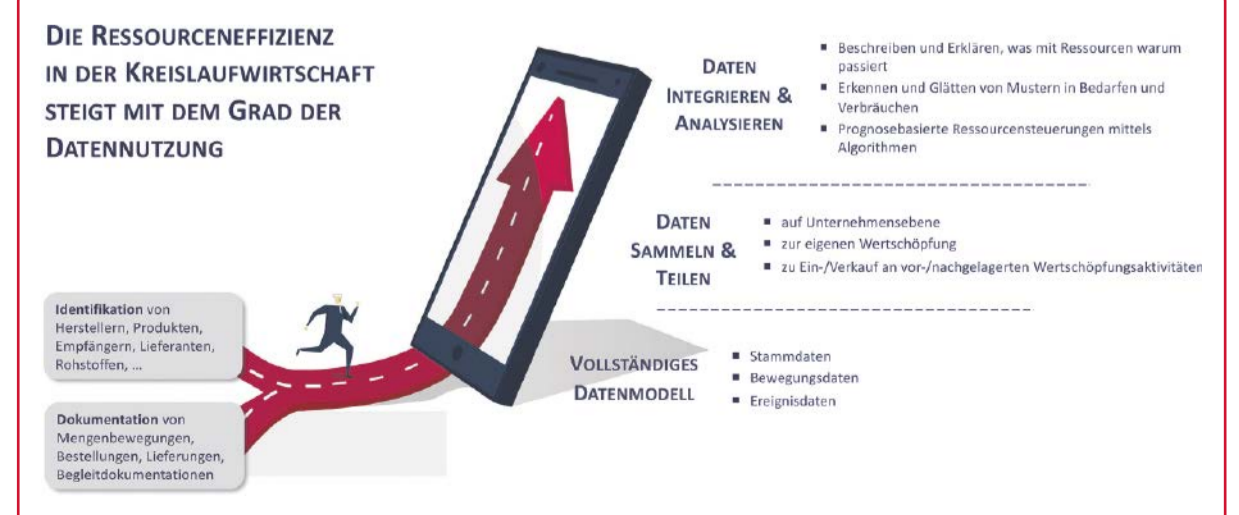 DIE RESSOURCENEFFIZIENZ
IN DER KREISLAUFWIRTSCHAFT
STEIGT MIT DEM GRAD DER
DATENNUTZUNG
Identifikation von
Herstellern, Produkten,
Empfängern, Lieferanten,
Rohstoffen, ...
Dokumentation von
Mengenbewegungen,
Bestellungen, Lieferungen,
Begleitdokumentationen
DATEN
INTEGRIEREN &
ANALYSIEREN
▪ Beschreiben und Erklären, was mit Ressourcen warum
passiert
▪ Erkennen und Glätten von Mustern in Bedarfen und
Verbräuchen
▪ Prognosebasierte Ressourcensteuerungen mittels
Algorithmen
DATEN
SAMMELN &
TEILEN
▪ auf Unternehmensebene
▪ zur eigenen Wertschöpfung
▪ zu Ein-/Verkauf an vor-/nachgelagerten Wertschöpfungsaktivitäten
VOLLSTÄNDIGES
DATENMODELL
▪ Stammdaten
▪ Bewegungsdaten
▪ Ereignisdaten